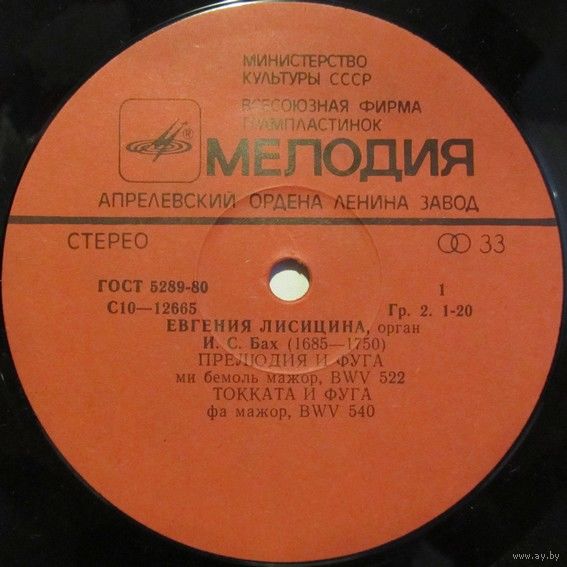 МИНИСТЕРСТВО
КУЛЬТУРЫ СССР
ВСЕСОЮЗНАЯ ФИРМА
ГРАМПЛАСТИНОК
®
МЕЛОДИЯ
АПРЕЛЕВСКИЙ ОРДЕНА ЛЕНИНА ЗАВОД
СТЕРЕО 33
ГОСТ 5289-80 1
С10—12665 Гр. 2. 1-20
ЕВГЕНИЯ ЛИСИЦИНА, орган
И. С. Бах (1685—1750)
ПРЕЛЮДИЯ И ФУГА
ми бемоль мажор, BWV 522
ТОККАТА И ФУГА
фа мажор, BWV 540
www.ay.by